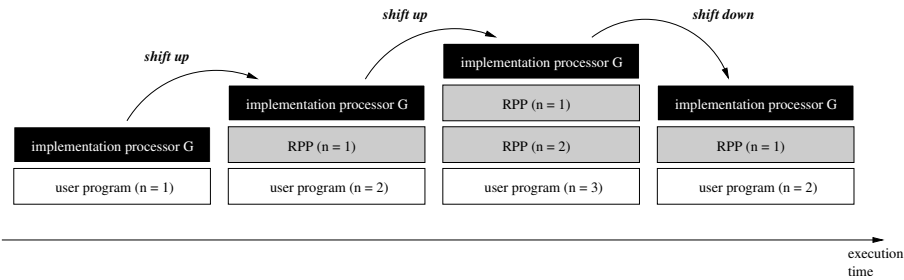 shift up
shift up
shift down
implementation processor G
RPP (n = 1)
RPP (n = 2)
user program (n = 3)
implementation processor G
RPP (n = 1)
user program (n = 2)
implementation processor G
RPP (n = 1)
user program (n = 2)
implementation processor G
user program (n = 1)
execution
time